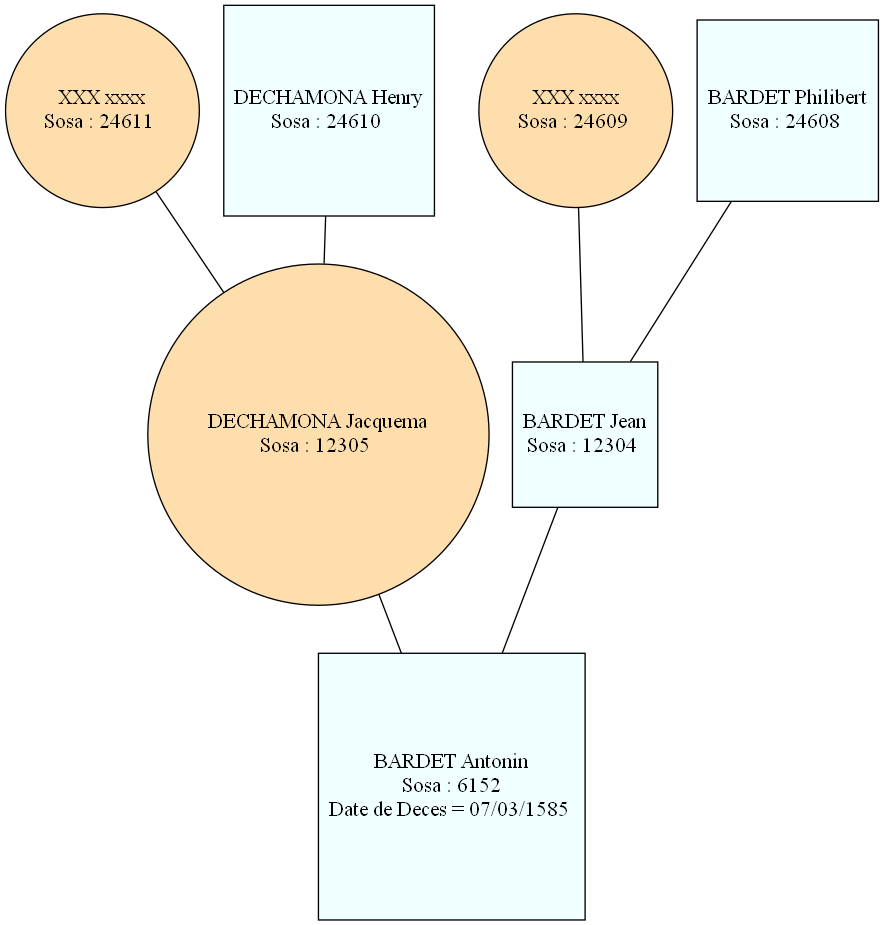 XXX xxxx
Sosa : 24611
DECHAMONA Henry
Sosa : 24610
XXX xxxx
Sosa : 24609
BARDET Philibert
Sosa : 24608
DECHAMONA Jacquema
Sosa : 12305
BARDET Jean
Sosa : 12304
BARDET Antonin
Sosa : 6152
Date de Deces = 07/03/1585